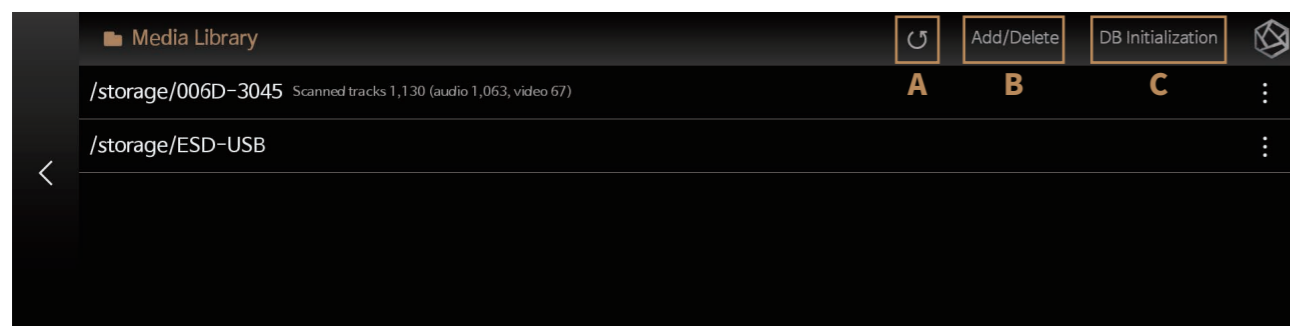 Media Library
Add/Delete
DB Initialization
A
B
C
/storage/006D-3045 Scanned tracks 1,130 (audio 1,063, video 67)
/storage/ESD-USB